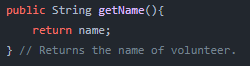 public String getName(){
    return name;
} // Returns the name of volunteer.